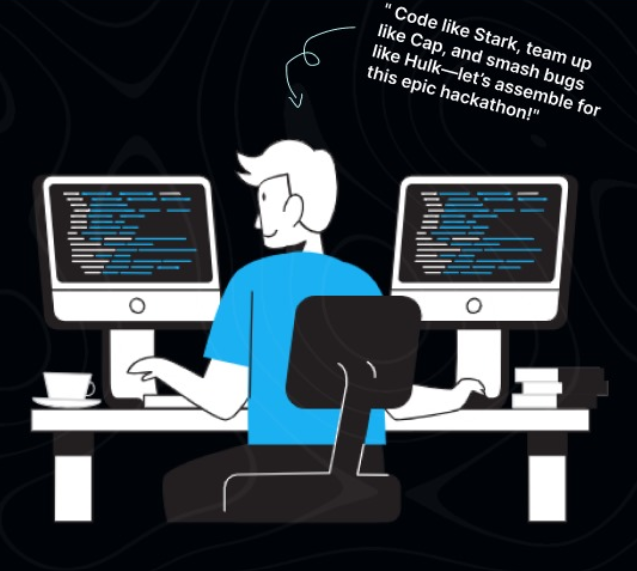 " Code like Stark, team up
like Cap, and smash bugs
like Hulk—let's assemble for
this epic hackathon!"